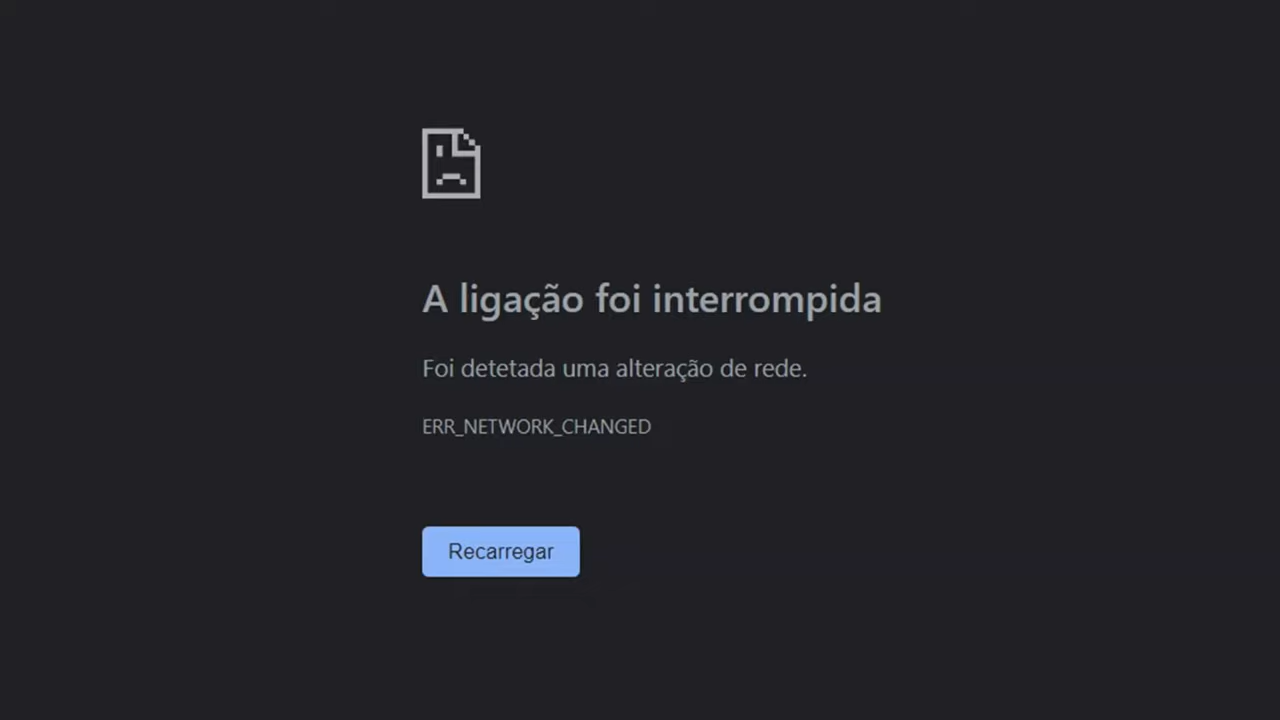 A ligação foi interrompida
Foi detetada uma alteração de rede.
ERR_NETWORK_CHANGED
Recarregar